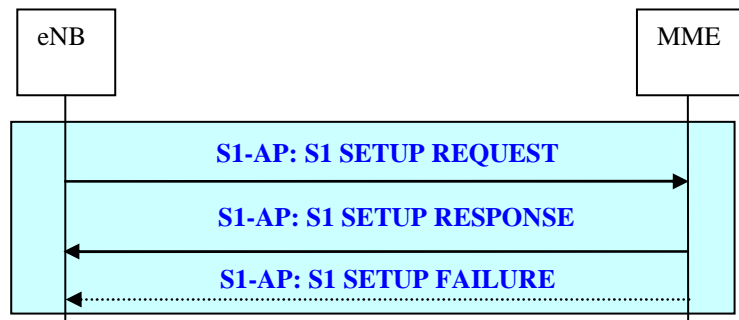 eNB
MME
S1-AP: S1 SETUP REQUEST
S1-AP: S1 SETUP RESPONSE
S1-AP: S1 SETUP FAILURE